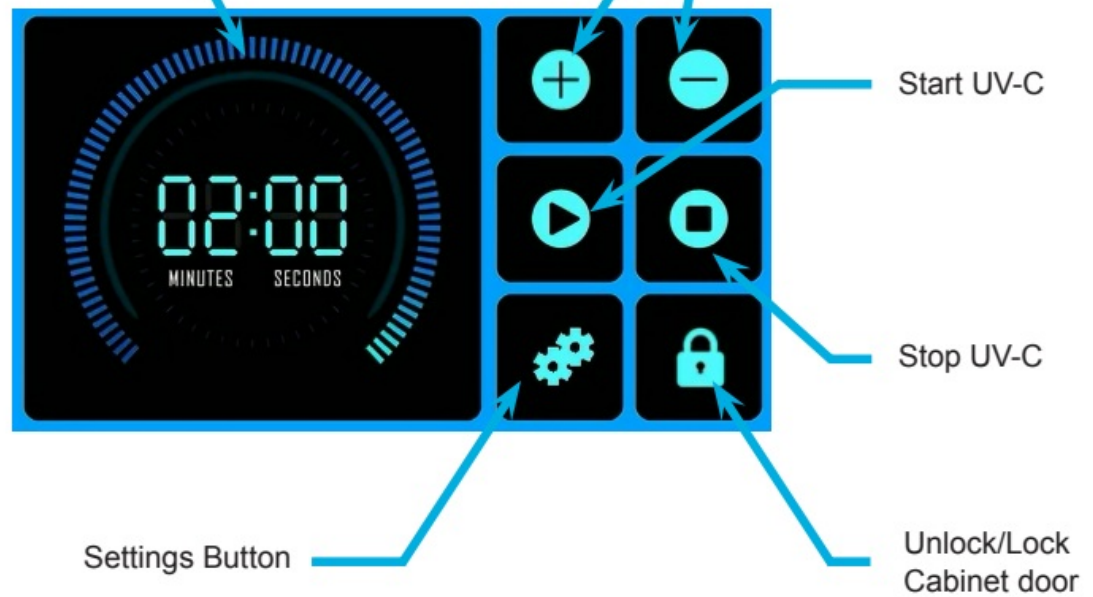 Start UV-C
02:00
MINUTES SECONDS
Stop UV-C
Settings Button
Unlock/Lock
Cabinet door